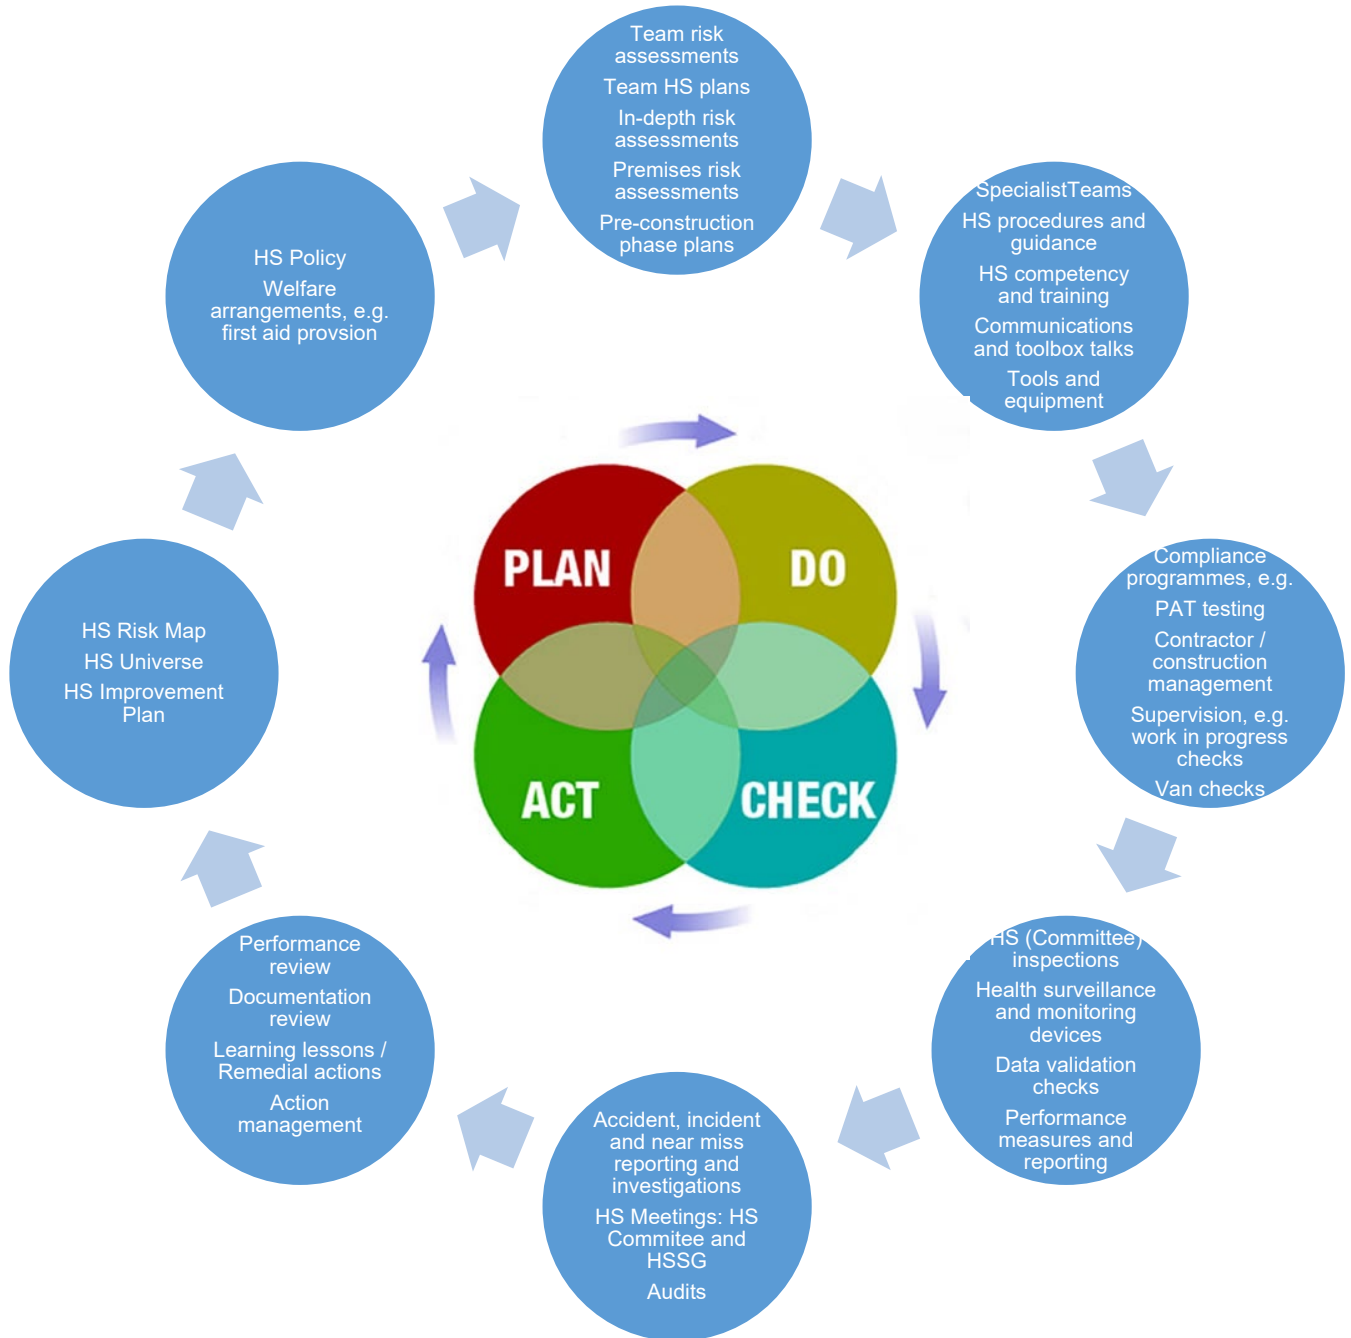 Team risk
assessments
Team HS plans
In-depth risk
assessments
Premises risk
assessments
Pre-construction
phase plans
SpecialistTeams
HS procedures and
guidance
HS competency
and training
Communications
and toolbox talks
Tools and
equipment
Compliance
programmes, e.g.
PAT testing
Contractor /
construction
management
Supervision, e.g.
work in progress
checks
Van checks
HS (Committee)
inspections
Health surveillance
and monitoring
devices
Data validation
checks
Performance
measures and
reporting
Accident, incident
and near miss
reporting and
investigations
HS Meetings: HS
Commitee and
HSSG
Audits
Performance
review
Documentation
review
Learning lessons /
Remedial actions
Action
management
HS Risk Map
HS Universe
HS Improvement
Plan
HS Policy
Welfare
arrangements, e.g.
first aid provsion
PLAN
DO
ACT
CHECK